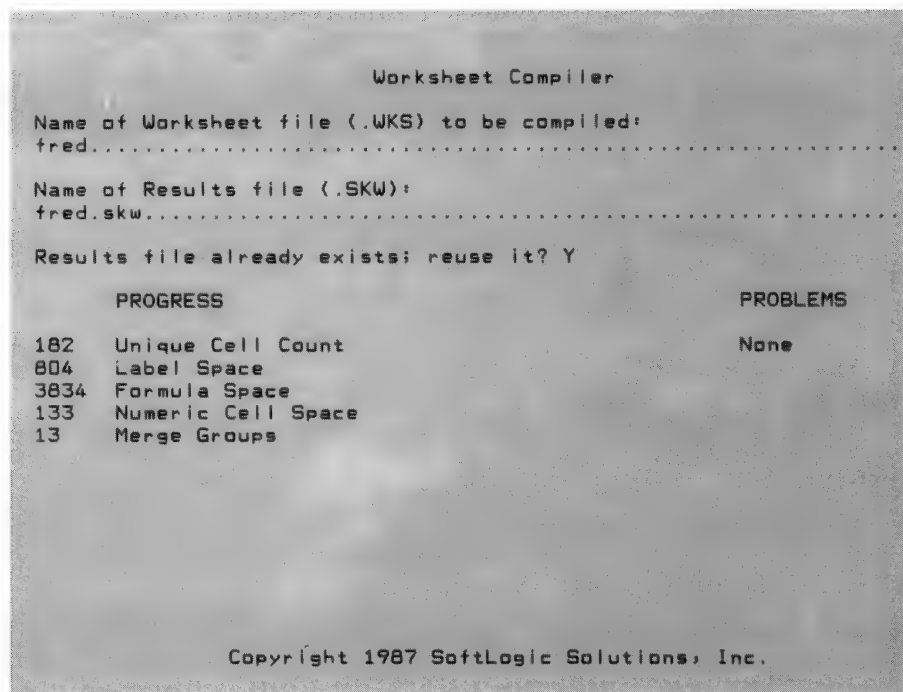 Worksheet Compiler
Name of Worksheet file (.WKS) to be compiled:
fred................................................................
Name of Results file (.SKW):
fred.skw............................................................
Results file already exists; reuse it? Y
PROGRESS PROBLEMS
182 Unique Cell Count None
804 Label Space
3834 Formula Space
133 Numeric Cell Space
13 Merge Groups
Copyright 1987 SoftLogic Solutions, Inc.